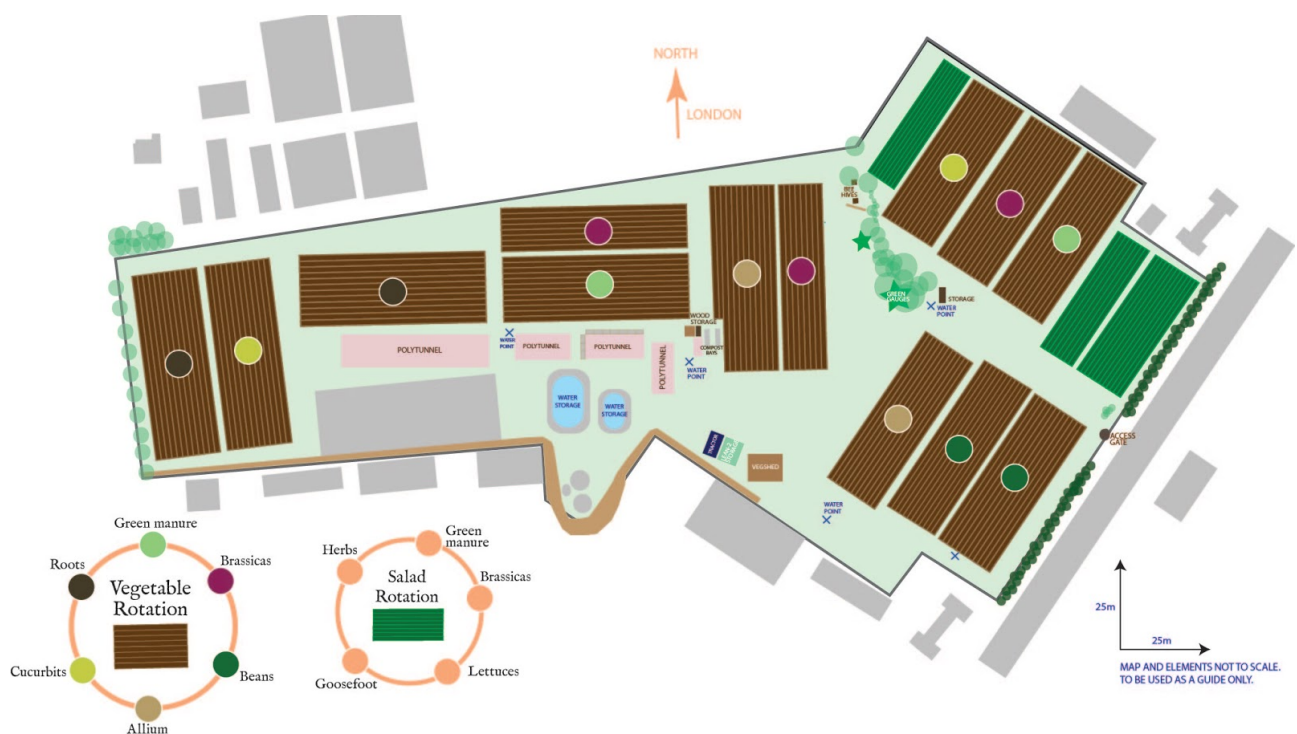 NORTH
LONDON
BEE
HIVES
GREEN
GAUGES
STORAGE
WATER
POINT
WOOD
STORAGE
COMPOST
BAYS
WATER
POINT
POLYTUNNEL
POLYTUNNEL
POLYTUNNEL
POLYTUNNEL
WATER
POINT
WATER
STORAGE
WATER
STORAGE
TRACTOR
VEGSHED
ACCESS
GATE
WATER
POINT
Green manure
Roots
Brassicas
Vegetable
Rotation
Cucurbits
Beans
Allium
Herbs
Green
manure
Salad
Rotation
Brassicas
Goosefoot
Lettuces
25m
25m
MAP AND ELEMENTS NOT TO SCALE.
TO BE USED AS A GUIDE ONLY.